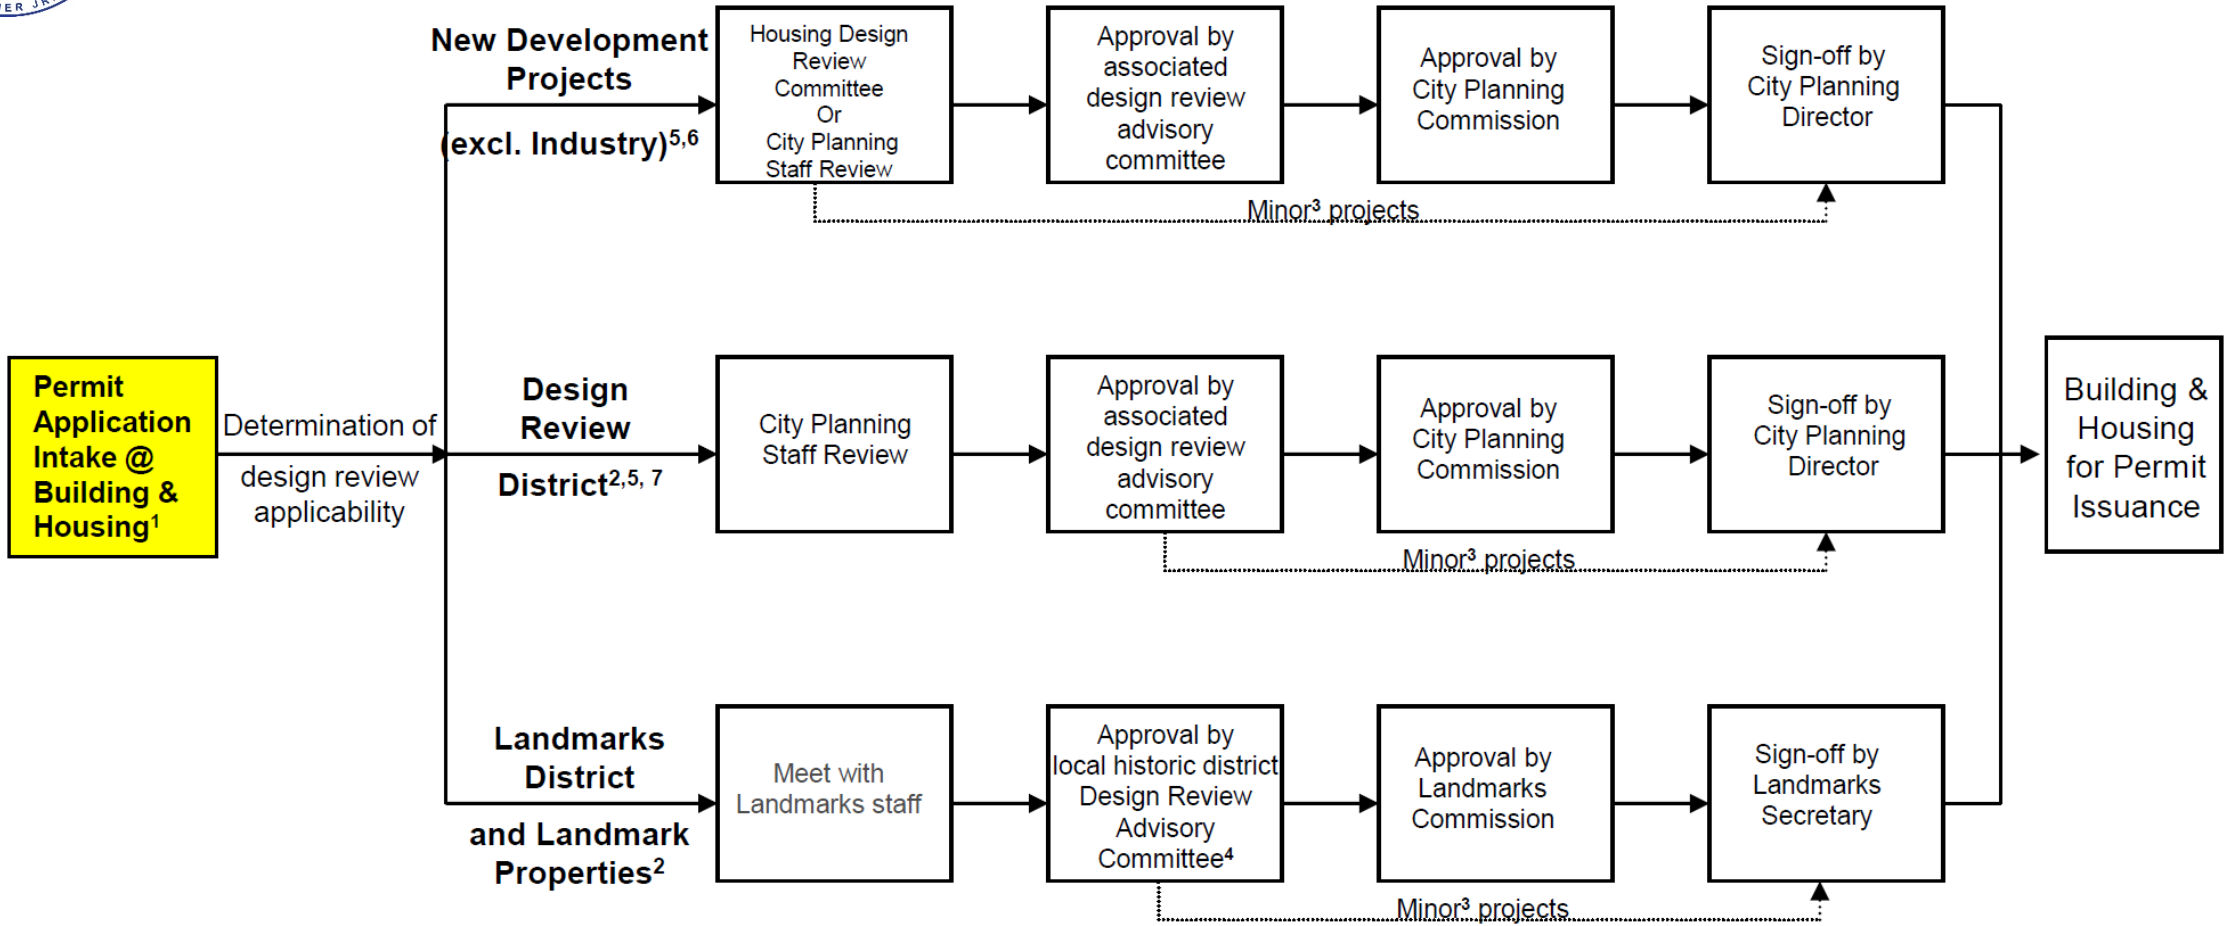 New Development
Projects
(excl. Industry)5,6
Housing Design
Review
Committee
Or
City Planning
Staff Review
Approval by
associated
design review
advisory
committee
Approval by
City Planning
Commission
Sign-off by
City Planning
Director
Minor3 projects
Permit
Application
Intake @
Building &
Housing1
Determination of
design review
applicability
Design
Review
District2,5, 7
City Planning
Staff Review
Approval by
associated
design review
advisory
committee
Approval by
City Planning
Commission
Sign-off by
City Planning
Director
Minor3 projects
Building &
Housing
for Permit
Issuance
Landmarks
District
and Landmark
Properties2
Meet with
Landmarks staff
Approval by
local historic district
Design Review
Advisory
Committee4
Approval by
Landmarks
Commission
Sign-off by
Landmarks
Secretary
Minor3 projects